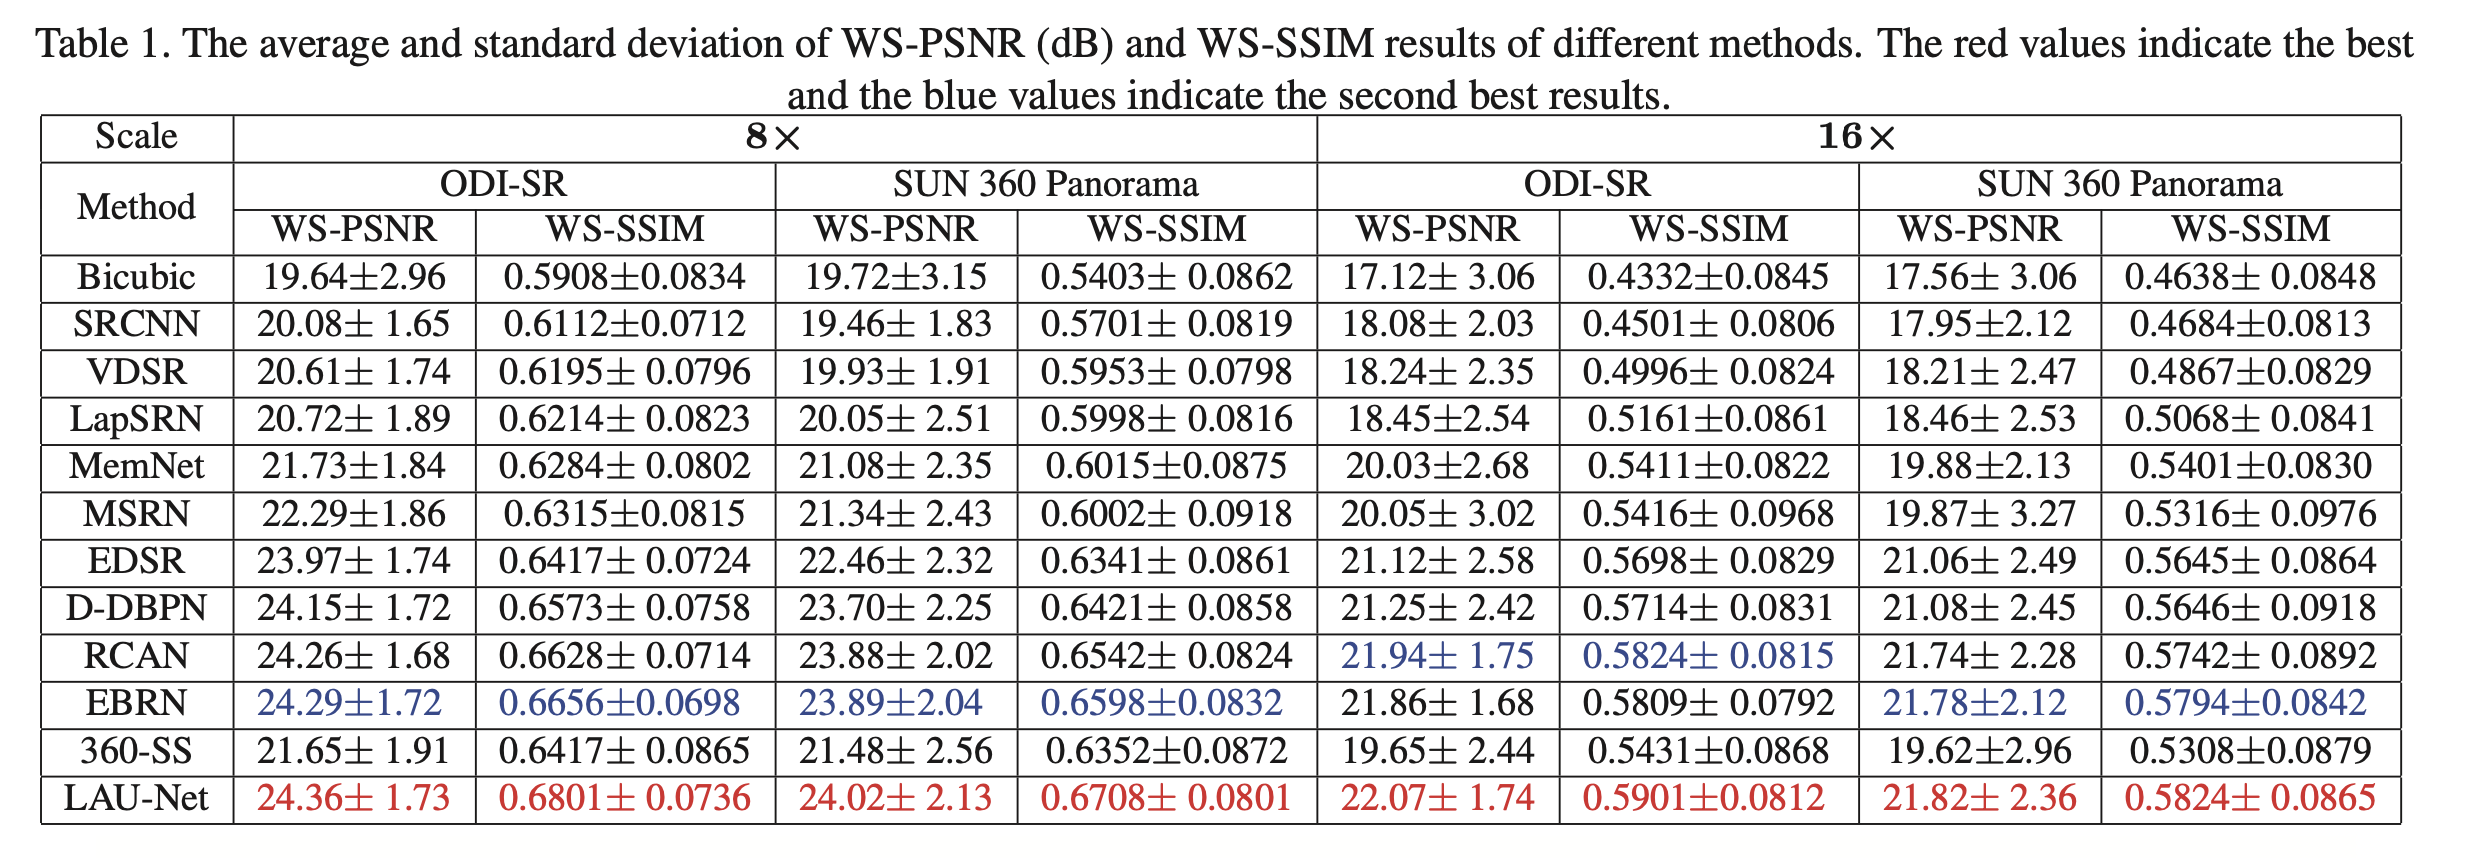 Table 1. The average and standard deviation of WS-PSNR (dB) and WS-SSIM results of different methods. The red values indicate the best
and the blue values indicate the second best results.
Scale 8× 16×
Method ODI-SR SUN 360 Panorama ODI-SR SUN 360 Panorama
WS-PSNR WS-SSIM WS-PSNR WS-SSIM WS-PSNR WS-SSIM WS-PSNR WS-SSIM
Bicubic 19.64±2.96 0.5908±0.0834 19.72±3.15 0.5403± 0.0862 17.12± 3.06 0.4332±0.0845 17.56± 3.06 0.4638± 0.0848
SRCNN 20.08± 1.65 0.6112±0.0712 19.46± 1.83 0.5701± 0.0819 18.08± 2.03 0.4501± 0.0806 17.95±2.12 0.4684±0.0813
VDSR 20.61± 1.74 0.6195± 0.0796 19.93± 1.91 0.5953± 0.0798 18.24± 2.35 0.4996± 0.0824 18.21± 2.47 0.4867±0.0829
LapSRN 20.72± 1.89 0.6214± 0.0823 20.05± 2.51 0.5998± 0.0816 18.45±2.54 0.5161±0.0861 18.46± 2.53 0.5068± 0.0841
MemNet 21.73±1.84 0.6284± 0.0802 21.08± 2.35 0.6015±0.0875 20.03±2.68 0.5411±0.0822 19.88±2.13 0.5401±0.0830
MSRN 22.29±1.86 0.6315±0.0815 21.34± 2.43 0.6002± 0.0918 20.05± 3.02 0.5416± 0.0968 19.87± 3.27 0.5316± 0.0976
EDSR 23.97± 1.74 0.6417± 0.0724 22.46± 2.32 0.6341± 0.0861 21.12± 2.58 0.5698± 0.0829 21.06± 2.49 0.5645± 0.0864
D-DBPN 24.15± 1.72 0.6573± 0.0758 23.70± 2.25 0.6421± 0.0858 21.25± 2.42 0.5714± 0.0831 21.08± 2.45 0.5646± 0.0918
RCAN 24.26± 1.68 0.6628± 0.0714 23.88± 2.02 0.6542± 0.0824 21.94± 1.75 0.5824± 0.0815 21.74± 2.28 0.5742± 0.0892
EBRN 24.29±1.72 0.6656±0.0698 23.89±2.04 0.6598±0.0832 21.86± 1.68 0.5809± 0.0792 21.78±2.12 0.5794±0.0842
360-SS 21.65± 1.91 0.6417± 0.0865 21.48± 2.56 0.6352±0.0872 19.65± 2.44 0.5431±0.0868 19.62±2.96 0.5308±0.0879
LAU-Net 24.36± 1.73 0.6801± 0.0736 24.02± 2.13 0.6708± 0.0801 22.07± 1.74 0.5901±0.0812 21.82± 2.36 0.5824± 0.0865